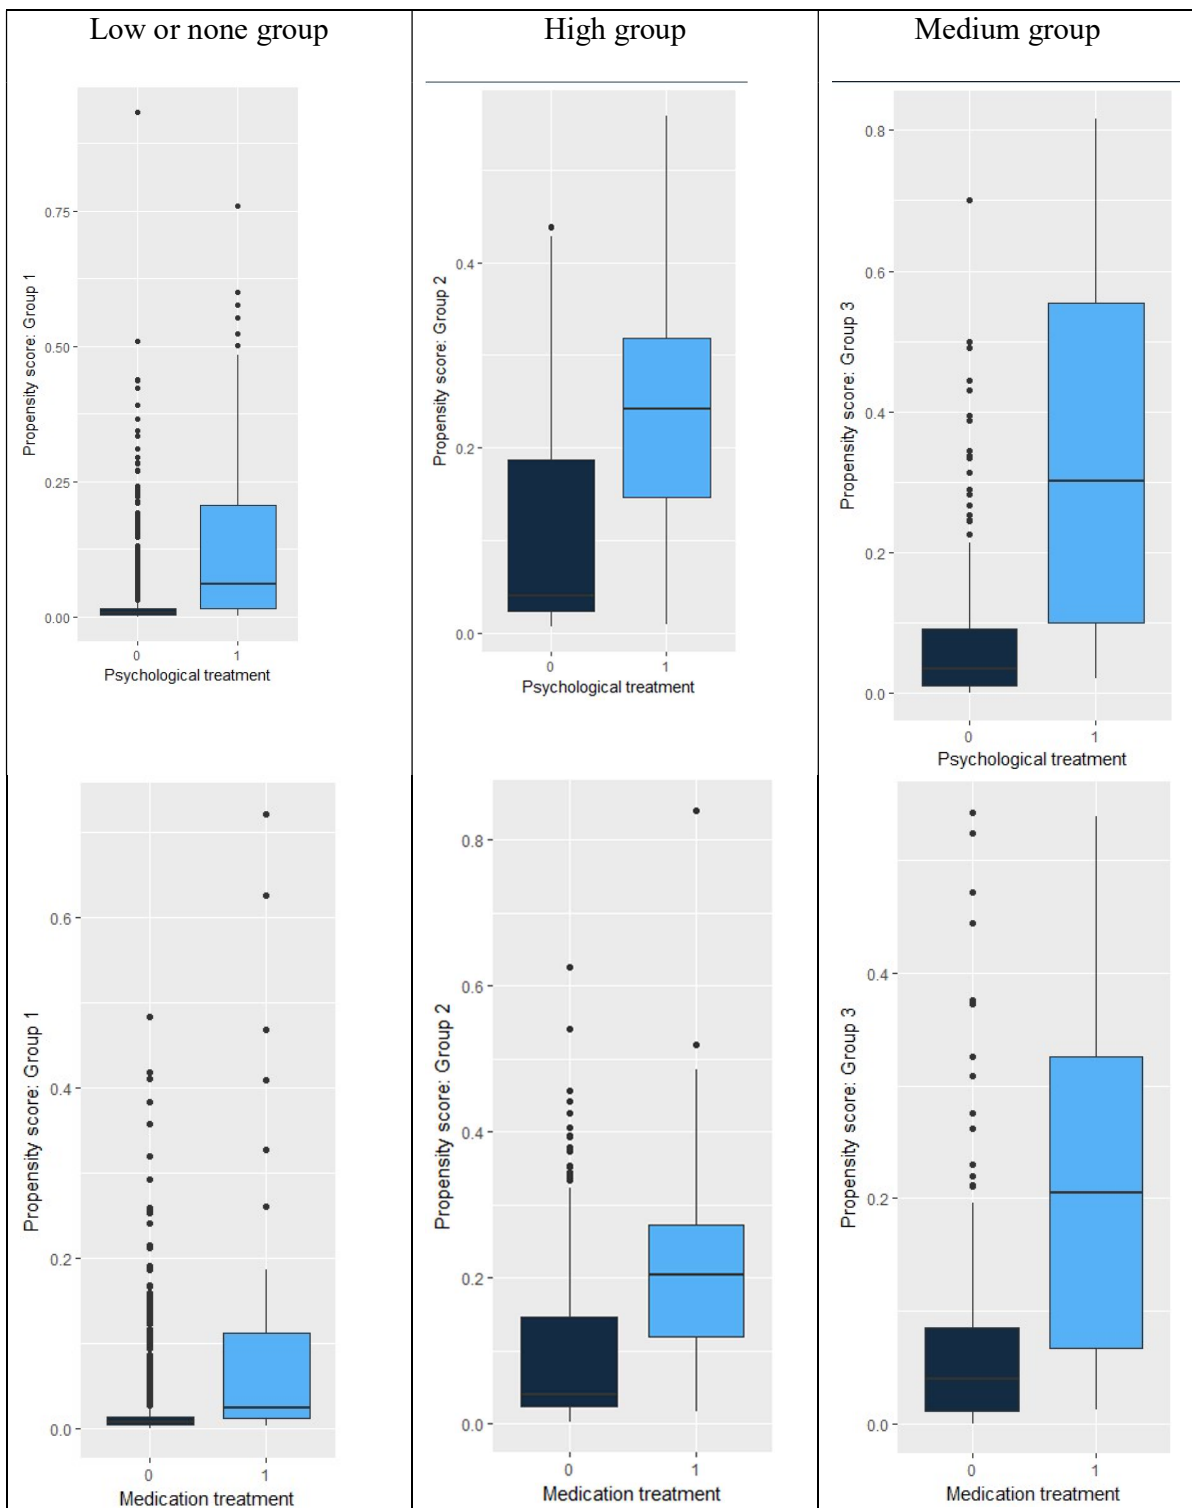 Low or none group
High group
Medium group
Propensity score: Group 1
0.75
0.50
0.25
0.00
0
1
Psychological treatment
Propensity score: Group 2
0.4
0.2
0.0
0
1
Psychological treatment
Propensity score: Group 3
0.8
0.6
0.4
0.2
0.0
0
1
Psychological treatment
Propensity score: Group 1
0.6
0.4
0.2
0.0
0
1
Medication treatment
Propensity score: Group 2
0.8
0.6
0.4
0.2
0.0
0
1
Medication treatment
Propensity score: Group 3
0.4
0.2
0.0
0
1
Medication treatment